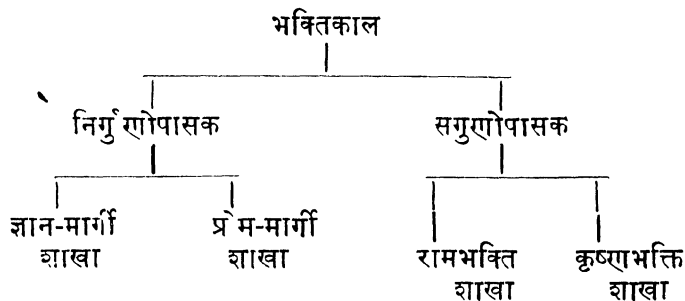 भक्तिकाल
निर्गुणोपासक सगुणोपासक
ज्ञान-मार्गी प्रेम-मार्गी रामभक्ति कृष्णभक्ति
शाखा शाखा शाखा शाखा